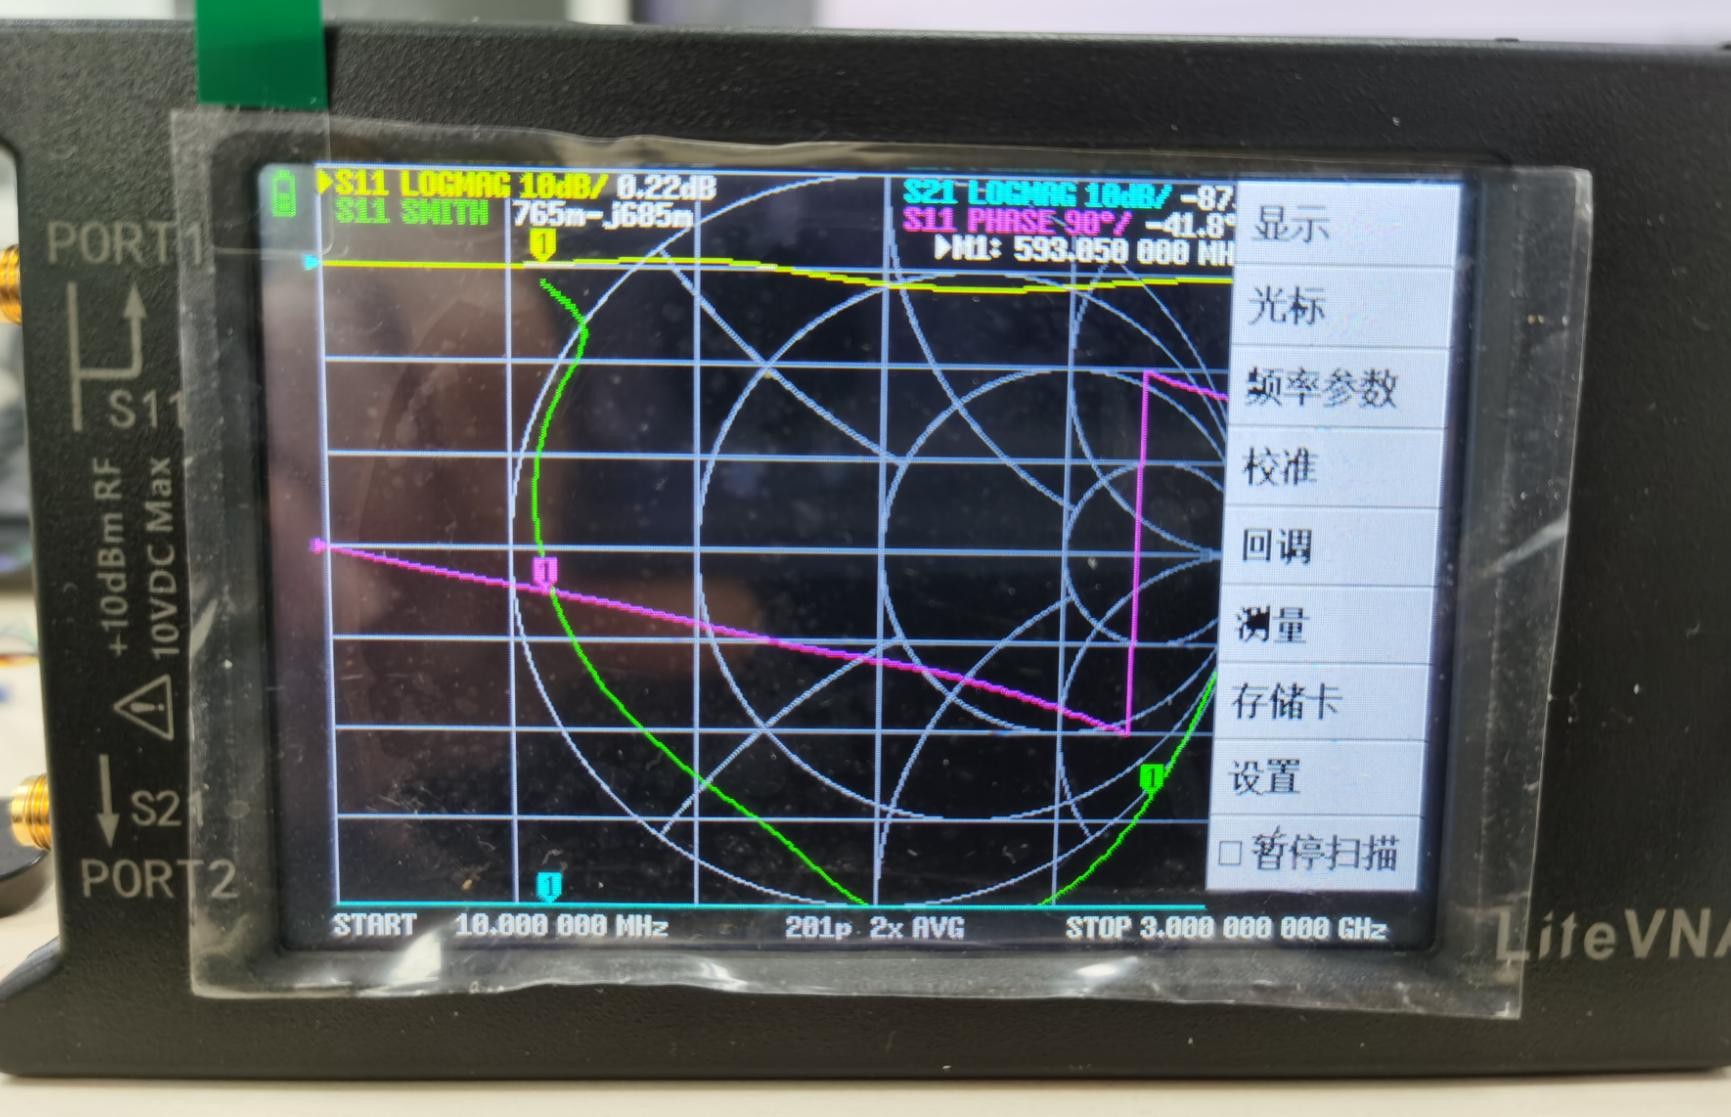 S11 LOGMAG 10dB/ 0.22dB
S11 SMITH 765m-j685m
S21 LOGMAG 10dB/ -87.
S11 PHASE 90°/ -41.8°
M1: 593.050 000 MH
1
1
1
1
START 10.000 000 MHz
201p 2x AVG
STOP 3.000 000 000 GHz
显示
光标
频率参数
校准
回调
测量
存储卡
设置
暂停扫描
PORT1
S11
+10dBm RF
10VDC Max
S21
PORT2
LiteVNA